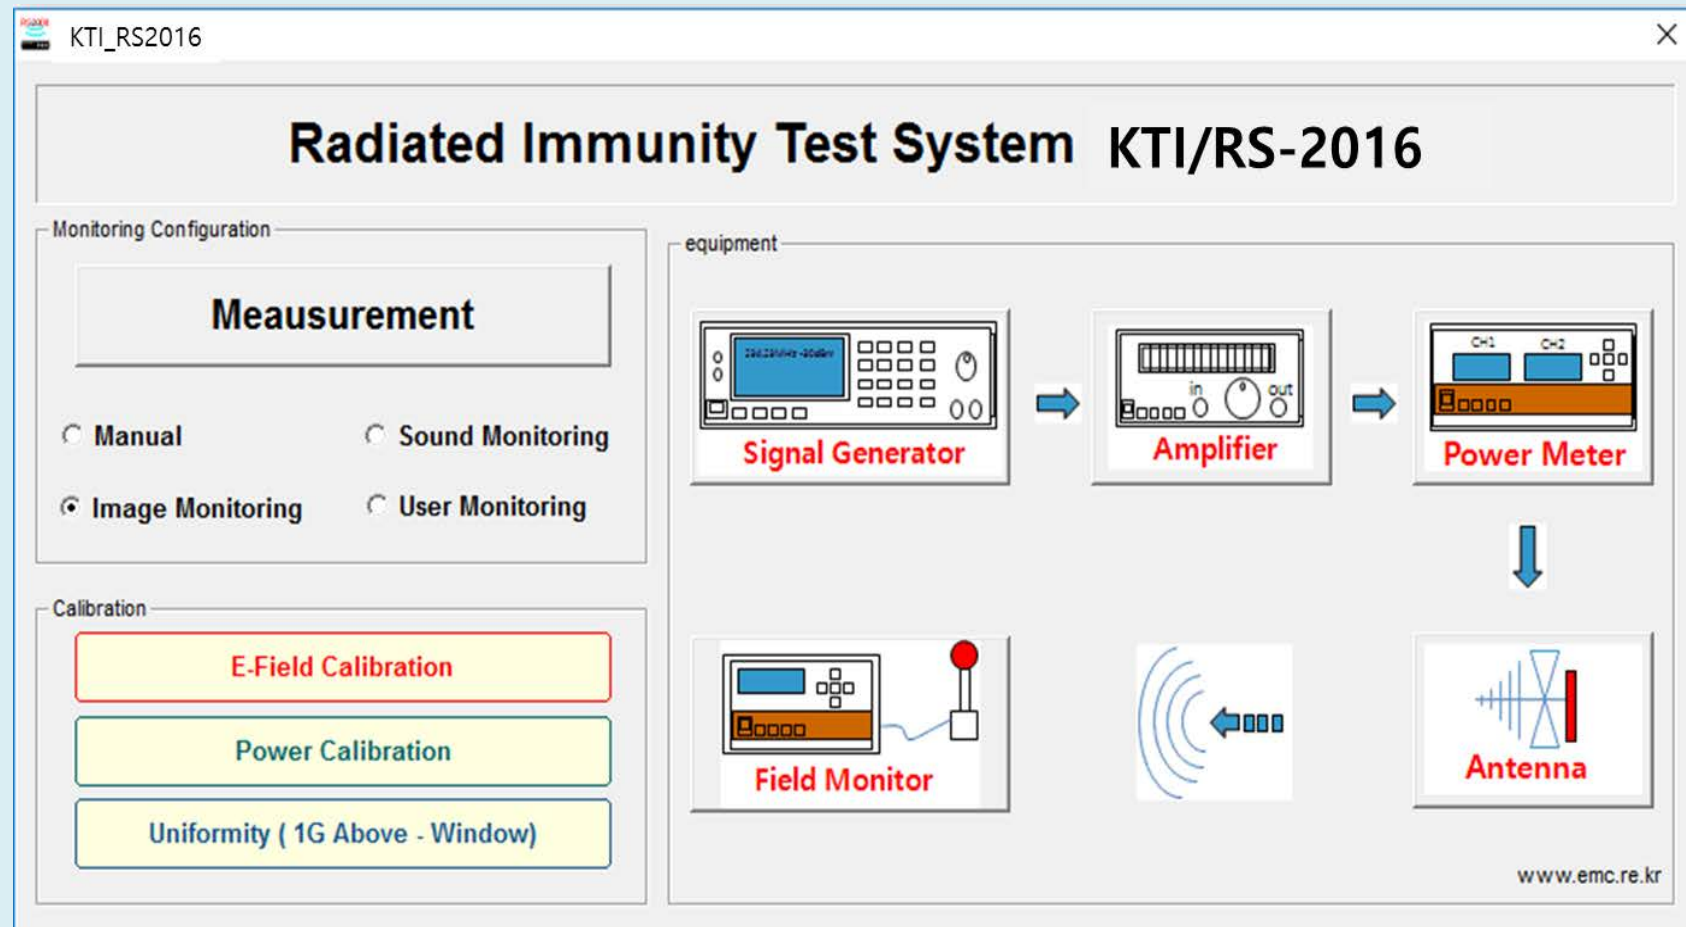 KTI_RS2016
Radiated Immunity Test System KTI/RS-2016
Monitoring Configuration
Meausurement
Manual
Sound Monitoring
Image Monitoring
User Monitoring
Calibration
E-Field Calibration
Power Calibration
Uniformity ( 1G Above - Window)
equipment
Signal Generator
in
out
Amplifier
CH1
CH2
Power Meter
Field Monitor
Antenna
www.emc.re.kr